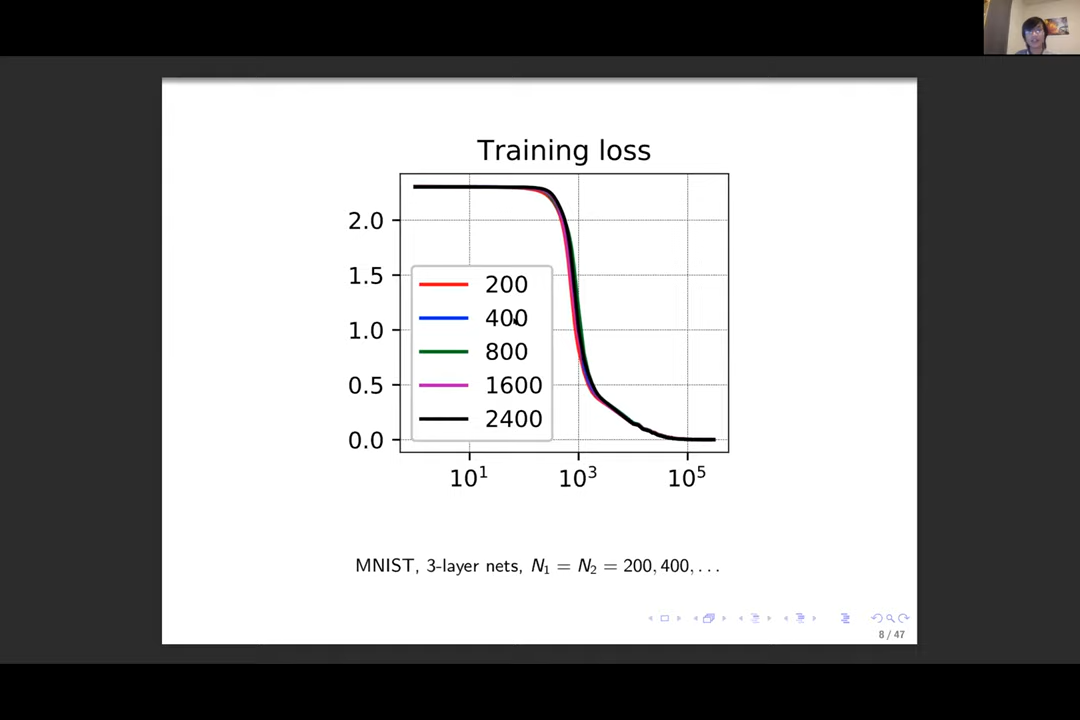 Training loss
2.0
1.5
1.0
0.5
0.0
200
400
800
1600
2400
10¹ 10³ 10⁵
MNIST, 3-layer nets, N₁ = N₂ = 200, 400, . . .
8 / 47